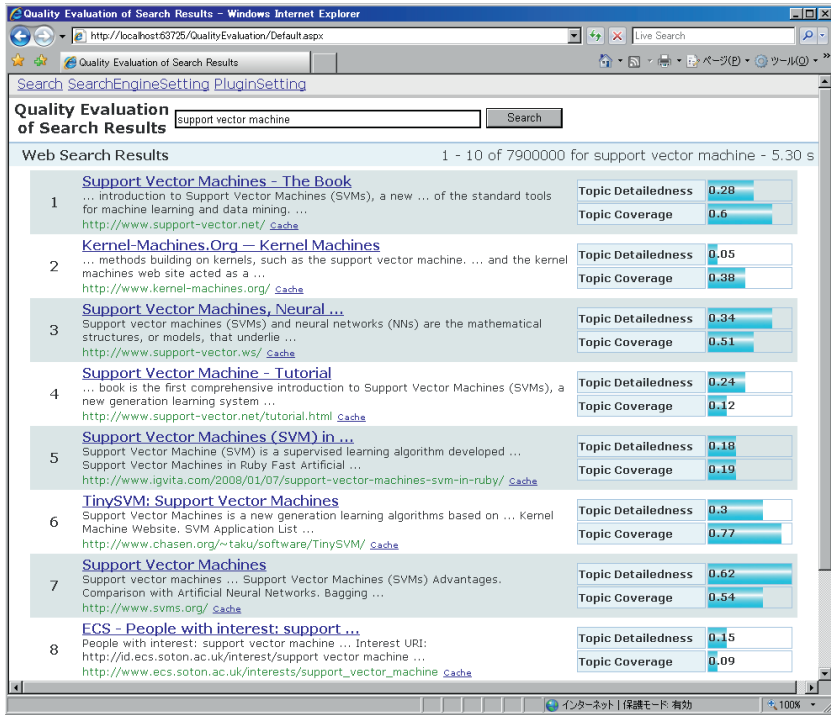 Quality Evaluation of Search Results - Windows Internet Explorer
http://localhost:63725/QualityEvaluation/Default.aspx
Live Search
Quality Evaluation of Search Results
ページ(P)
ツール(O)
Search SearchEngineSetting PluginSetting
Quality Evaluation
of Search Results
support vector machine
Search
Web Search Results
1 - 10 of 7900000 for support vector machine - 5.30 s
1
Support Vector Machines - The Book
... introduction to Support Vector Machines (SVMs), a new ... of the standard tools
for machine learning and data mining. ...
http://www.support-vector.net/ Cache
Topic Detailedness 0.28
Topic Coverage 0.6
2
Kernel-Machines.Org — Kernel Machines
... methods building on kernels, such as the support vector machine. ... and the kernel
machines web site acted as a ...
http://www.kernel-machines.org/ Cache
Topic Detailedness 0.05
Topic Coverage 0.38
3
Support Vector Machines, Neural ...
Support vector machines (SVMs) and neural networks (NNs) are the mathematical
structures, or models, that underlie ...
http://www.support-vector.ws/ Cache
Topic Detailedness 0.34
Topic Coverage 0.51
4
Support Vector Machine - Tutorial
... book is the first comprehensive introduction to Support Vector Machines (SVMs), a
new generation learning system ...
http://www.support-vector.net/tutorial.html Cache
Topic Detailedness 0.24
Topic Coverage 0.12
5
Support Vector Machines (SVM) in ...
Support Vector Machine (SVM) is a supervised learning algorithm developed ...
Support Vector Machines in Ruby Fast Artificial ...
http://www.igvita.com/2008/01/07/support-vector-machines-svm-in-ruby/ Cache
Topic Detailedness 0.18
Topic Coverage 0.19
6
TinySVM: Support Vector Machines
Support Vector Machines is a new generation learning algorithms based on ... Kernel
Machine Website. SVM Application List ...
http://www.chasen.org/~taku/software/TinySVM/ Cache
Topic Detailedness 0.3
Topic Coverage 0.77
7
Support Vector Machines
Support vector machines ... Support Vector Machines (SVMs) Advantages.
Comparison with Artificial Neural Networks. Bagging ...
http://www.svms.org/ Cache
Topic Detailedness 0.62
Topic Coverage 0.54
8
ECS - People with interest: support ...
People with interest: support vector machine ... Interest URI:
http://id.ecs.soton.ac.uk/interest/support vector machine ...
http://www.ecs.soton.ac.uk/interests/support_vector_machine Cache
Topic Detailedness 0.15
Topic Coverage 0.09
インターネット | 保護モード: 有効
100%